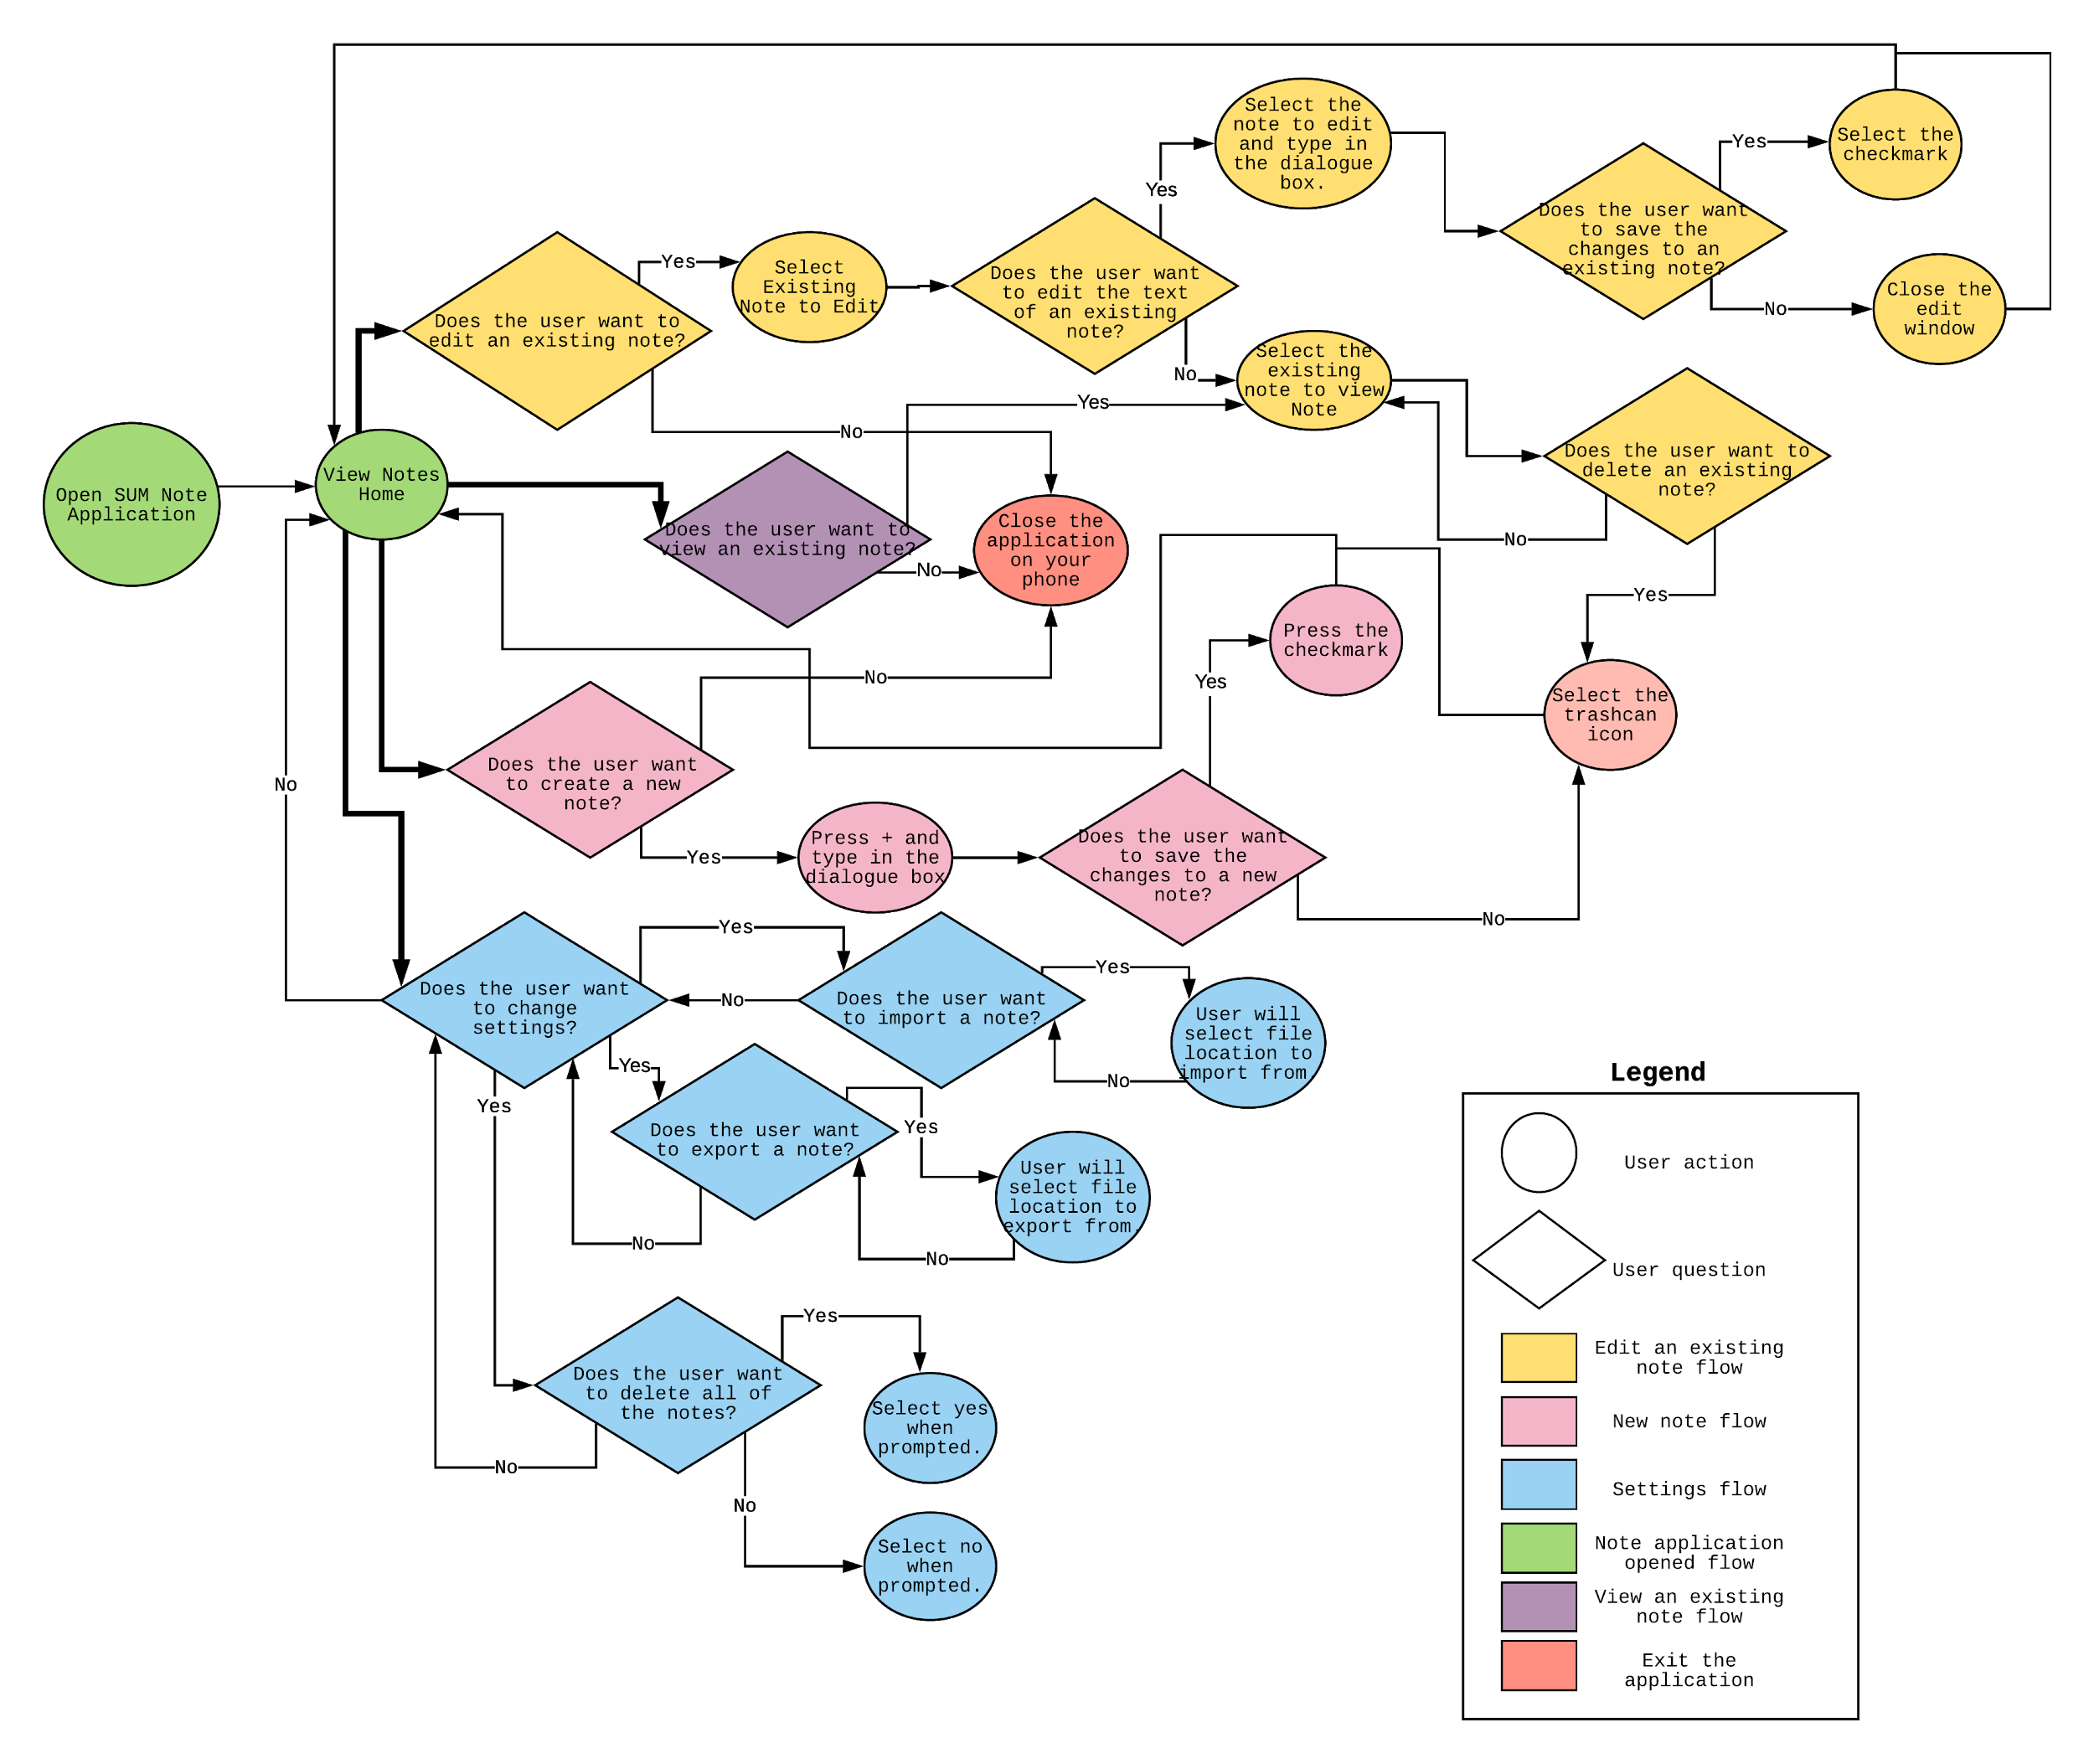 Select the
note to edit
and type in
the dialogue
box.
Yes
Select the
checkmark
Yes
Does the user want
to save the
changes to an
existing note?
Yes
Select
Existing
Note to Edit
Does the user want
to edit the text
of an existing
note?
No
Close the
edit
window
Does the user want to
edit an existing note?
No
Select the
existing
note to view
Note
Yes
No
Does the user want to
delete an existing
note?
View Notes
Home
Open SUM Note
Application
Does the user want to
view an existing note?
No
Close the
application
on your
phone
No
Yes
Press the
checkmark
Yes
No
Select the
trashcan
icon
No
Does the user want
to create a new
note?
Yes
Press + and
type in the
dialogue box
Does the user want
to save the
changes to a new
note?
No
Yes
Does the user want
to change
settings?
No
Does the user want
to import a note?
Yes
User will
select file
location to
import from.
No
Yes
Yes
Does the user want
to export a note?
Yes
User will
select file
location to
export from.
No
No
Yes
Does the user want
to delete all of
the notes?
Select yes
when
prompted.
No
No
Select no
when
prompted.
Legend
User action
User question
Edit an existing
note flow
New note flow
Settings flow
Note application
opened flow
View an existing
note flow
Exit the
application